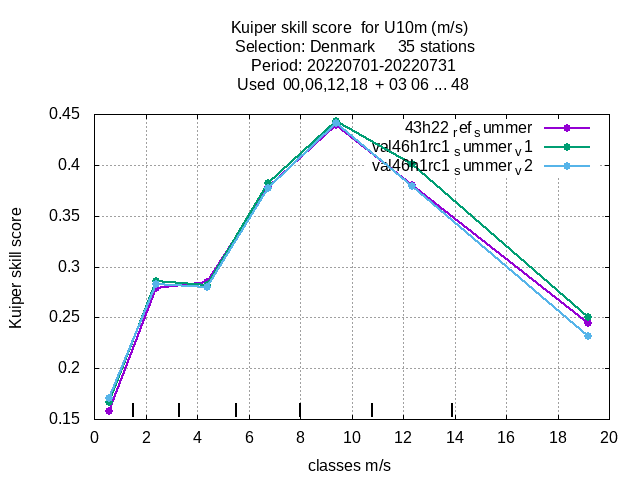 Kuiper skill score  for U10m (m/s)
Selection: Denmark     35 stations
Period: 20220701-20220731
Used  00,06,12,18  + 03 06 ... 48
43h22 ref summer
val46h1rc1 summer v1
val46h1rc1 summer v2
0.45
0.4
0.35
0.3
0.25
0.2
0.15
Kuiper skill score
0 2 4 6 8 10 12 14 16 18 20
classes m/s